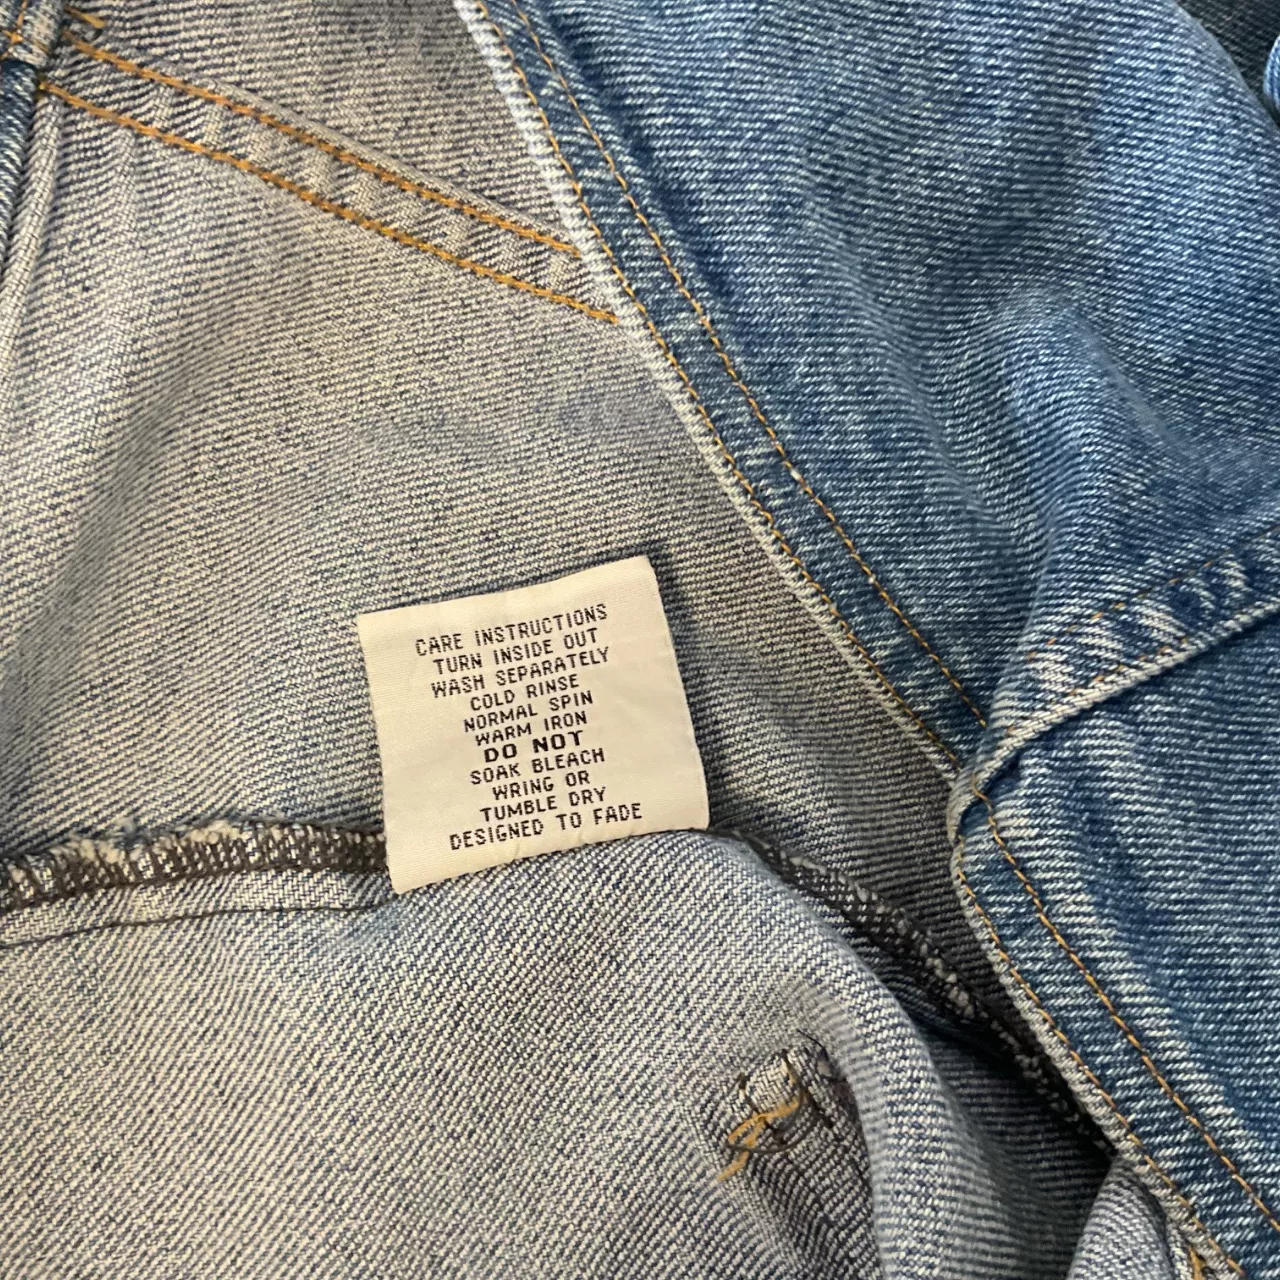 CARE INSTRUCTIONS
TURN INSIDE OUT
WASH SEPARATELY
COLD RINSE
NORMAL SPIN
WARM IRON
DO NOT
SOAK BLEACH
WRING OR
TUMBLE DRY
DESIGNED TO FADE